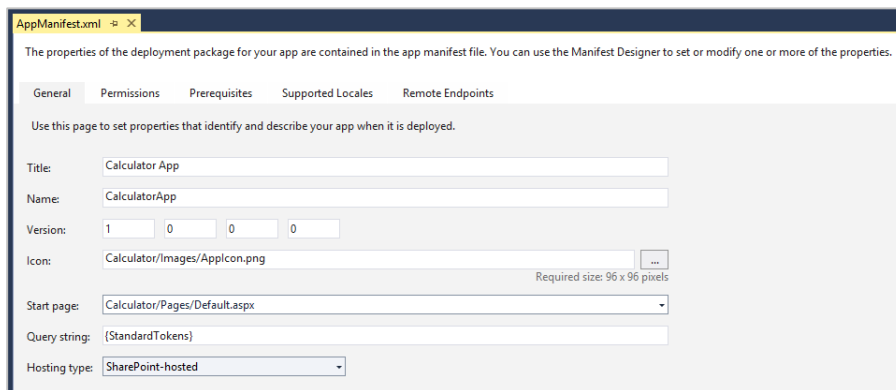 AppManifest.xml
The properties of the deployment package for your app are contained in the app manifest file. You can use the Manifest Designer to set or modify one or more of the properties.
General Permissions Prerequisites Supported Locales Remote Endpoints
Use this page to set properties that identify and describe your app when it is deployed.
Title: Calculator App
Name: CalculatorApp
Version: 1 0 0 0
Icon: Calculator/Images/AppIcon.png ...
Required size: 96 x 96 pixels
Start page: Calculator/Pages/Default.aspx
Query string: {StandardTokens}
Hosting type: SharePoint-hosted